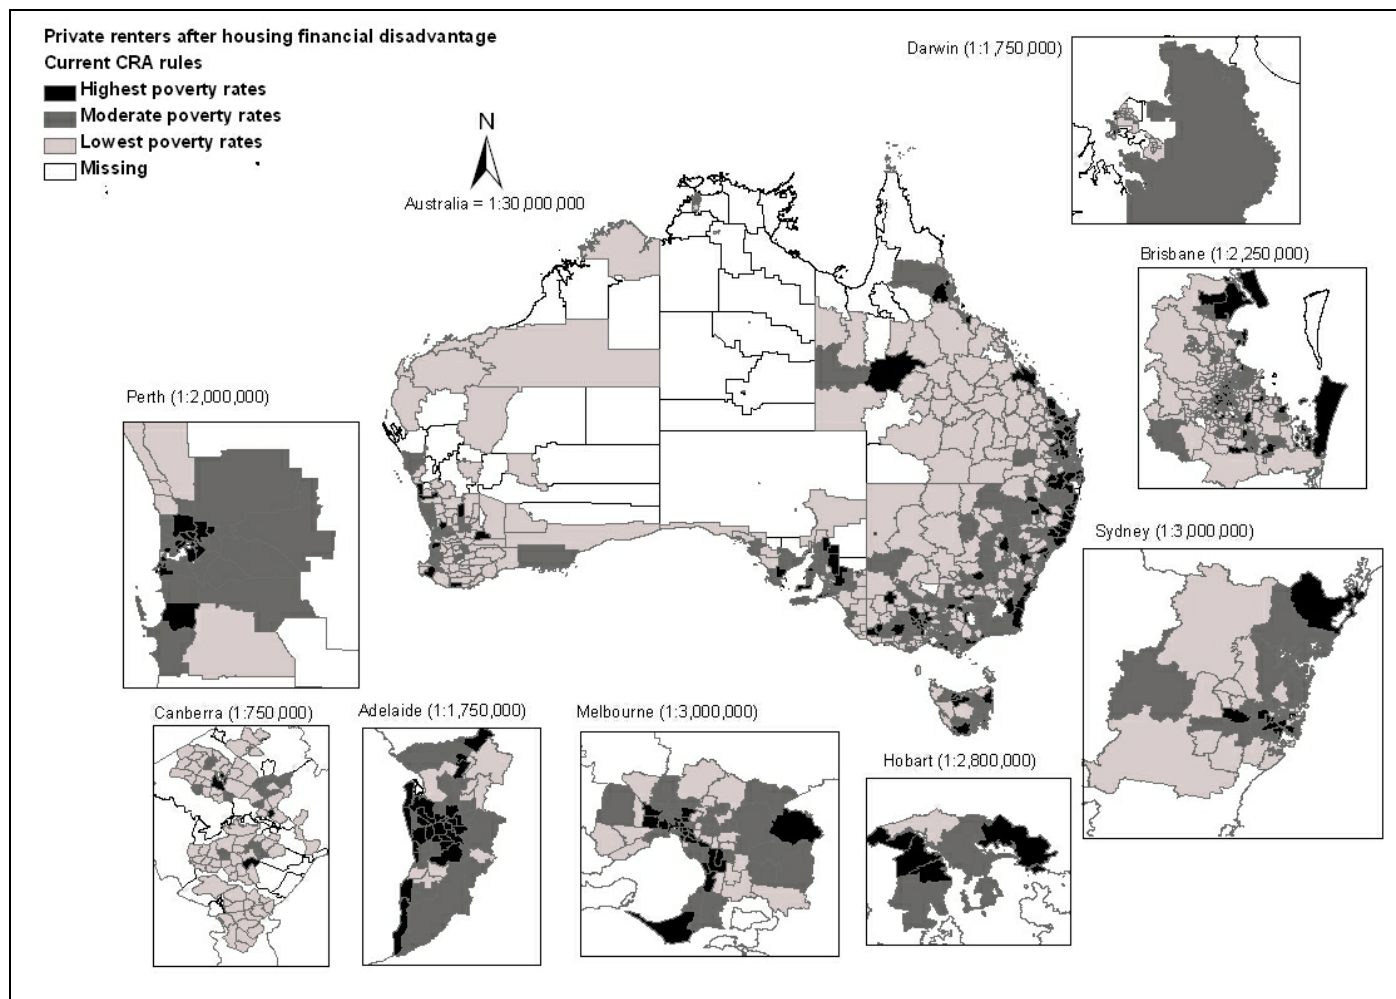 Private renters after housing financial disadvantage
Current CRA rules
Highest poverty rates
Moderate poverty rates
Lowest poverty rates
Missing
N
Australia = 1:30,000,000
Darwin (1:1,750,000)
Brisbane (1:2,250,000)
Perth (1:2,000,000)
Sydney (1:3,000,000)
Canberra (1:750,000)
Adelaide (1:1,750,000)
Melbourne (1:3,000,000)
Hobart (1:2,800,000)